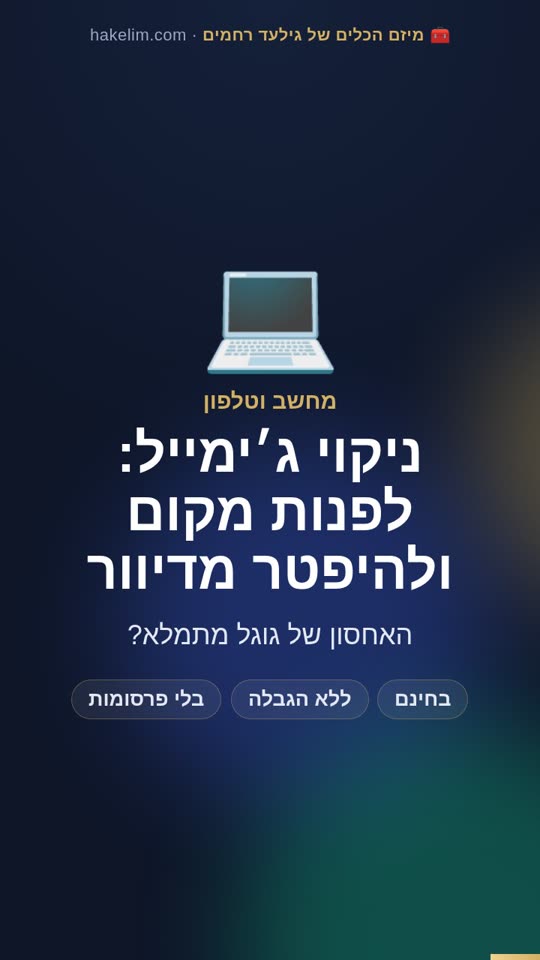 🧰 מיזם הכלים של גילעד רחמים · hakelim.com
מחשב וטלפון
ניקוי ג׳ימייל:
לפנות מקום
ולהיפטר מדיוור
האחסון של גוגל מתמלא?
בחינם
ללא הגבלה
בלי פרסומות